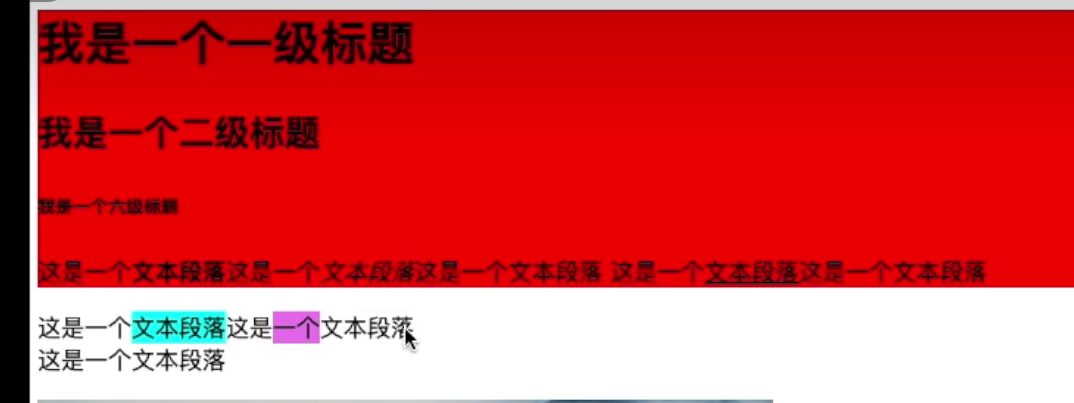 我是一个一级标题
我是一个二级标题
我是一个六级标题
这是一个文本段落这是一个文本段落这是一个文本段落 这是一个文本段落这是一个文本段落
这是一个文本段落这是一个文本段落
这是一个文本段落